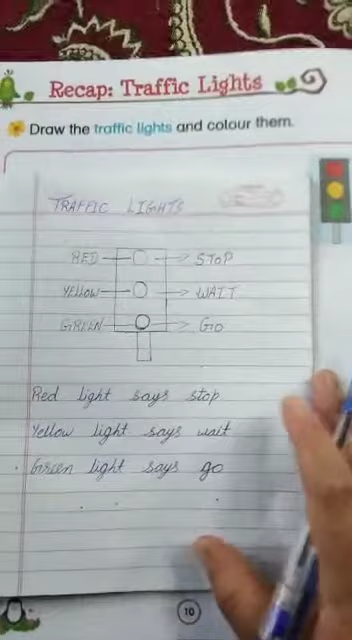 Recap: Traffic Lights
Draw the traffic lights and colour them.
TRAFFIC LIGHTS
RED STOP
YELLOW WAIT
GREEN GO
Red light says stop
Yellow light says wait
Green light says go
10